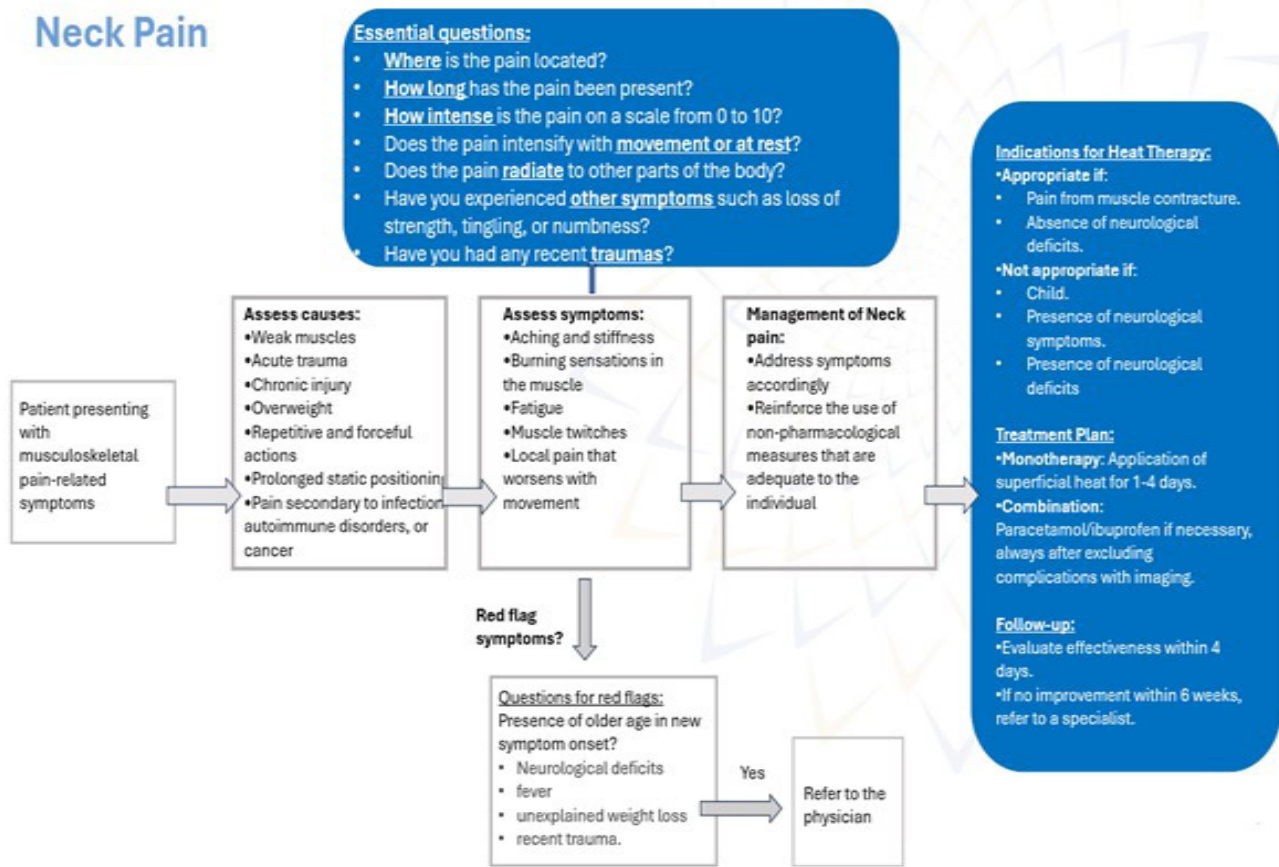 Neck Pain
Essential questions:
• Where is the pain located?
• How long has the pain been present?
• How intense is the pain on a scale from 0 to 10?
• Does the pain intensify with movement or at rest?
• Does the pain radiate to other parts of the body?
• Have you experienced other symptoms such as loss of
strength, tingling, or numbness?
• Have you had any recent traumas?
Patient presenting
with
musculoskeletal
pain-related
symptoms
Assess causes:
•Weak muscles
•Acute trauma
•Chronic injury
•Overweight
•Repetitive and forceful
actions
•Prolonged static positioning
•Pain secondary to infection
autoimmune disorders, or
cancer
Assess symptoms:
•Aching and stiffness
•Burning sensations in
the muscle
•Fatigue
•Muscle twitches
•Local pain that
worsens with
movement
Management of Neck
pain:
•Address symptoms
accordingly
•Reinforce the use of
non-pharmacological
measures that are
adequate to the
individual
Indications for Heat Therapy:
•Appropriate if:
• Pain from muscle contracture.
• Absence of neurological
deficits.
•Not appropriate if:
• Child.
• Presence of neurological
symptoms.
• Presence of neurological
deficits
Treatment Plan:
•Monotherapy: Application of
superficial heat for 1-4 days.
•Combination:
Paracetamol/ibuprofen if necessary,
always after excluding
complications with imaging.
Follow-up:
•Evaluate effectiveness within 4
days.
•If no improvement within 6 weeks,
refer to a specialist.
Red flag
symptoms?
Questions for red flags:
Presence of older age in new
symptom onset?
• Neurological deficits
• fever
• unexplained weight loss
• recent trauma.
Yes
Refer to the
physician